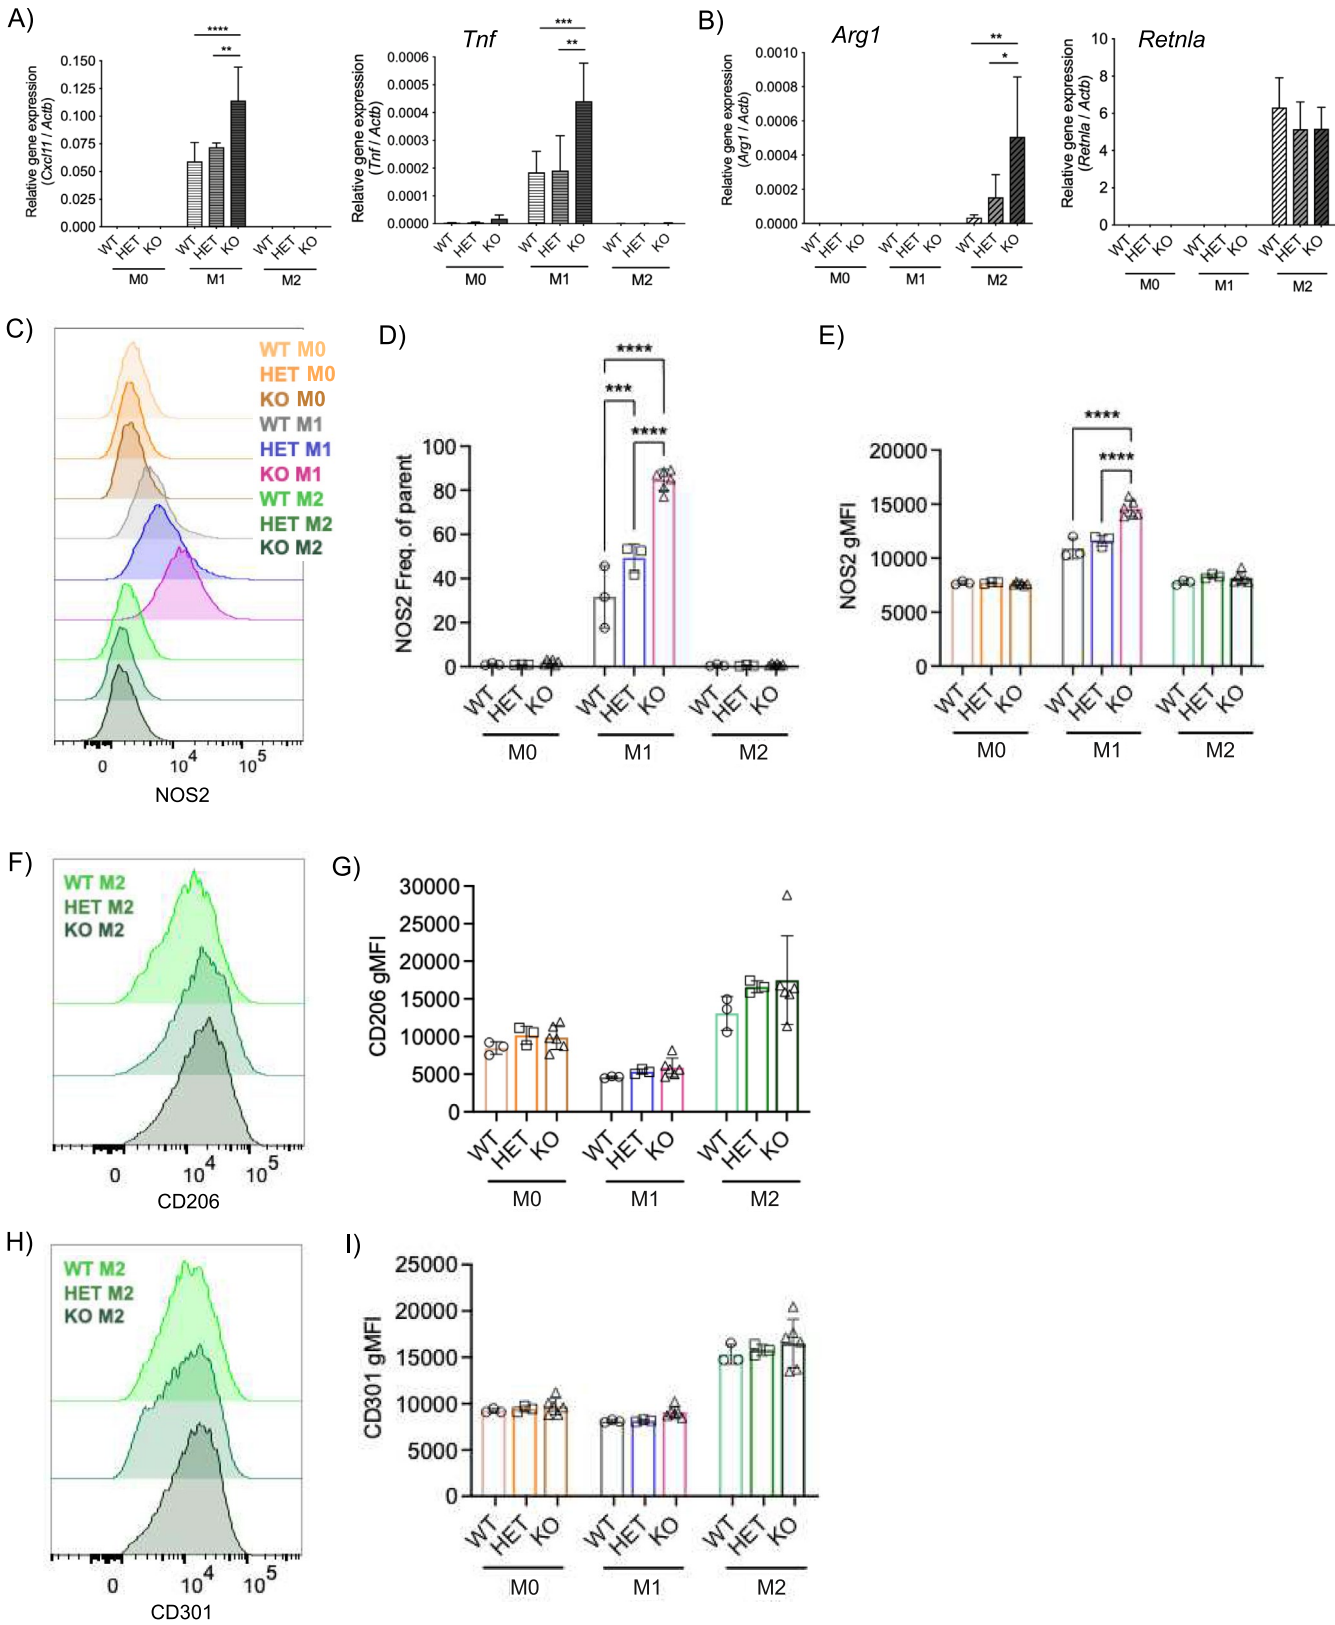 A)
****
**
0.150
0.125
0.100
0.075
0.050
0.025
0.000
Relative gene expression
(Cxcl11 / Actb)
WT HET KO WT HET KO WT HET KO
M0 M1 M2
Tnf
***
**
0.0006
0.0005
0.0004
0.0003
0.0002
0.0001
0.0000
Relative gene expression
(Tnf / Actb)
WT HET KO WT HET KO WT HET KO
M0 M1 M2
B)
Arg1
**
*
0.0010
0.0008
0.0006
0.0004
0.0002
0.0000
Relative gene expression
(Arg1 / Actb)
WT HET KO WT HET KO WT HET KO
M0 M1 M2
Retnla
10
8
6
4
2
0
Relative gene expression
(Retnla / Actb)
WT HET KO WT HET KO WT HET KO
M0 M1 M2
C)
WT M0
HET M0
KO M0
WT M1
HET M1
KO M1
WT M2
HET M2
KO M2
0 10⁴ 10⁵
NOS2
D)
****
***
****
100
80
60
40
20
0
NOS2 Freq. of parent
WT HET KO WT HET KO WT HET KO
M0 M1 M2
E)
****
****
20000
15000
10000
5000
0
NOS2 gMFI
WT HET KO WT HET KO WT HET KO
M0 M1 M2
F)
WT M2
HET M2
KO M2
0 10⁴ 10⁵
CD206
G)
30000
25000
20000
15000
10000
5000
0
CD206 gMFI
WT HET KO WT HET KO WT HET KO
M0 M1 M2
H)
WT M2
HET M2
KO M2
0 10⁴ 10⁵
CD301
I)
25000
20000
15000
10000
5000
0
CD301 gMFI
WT HET KO WT HET KO WT HET KO
M0 M1 M2